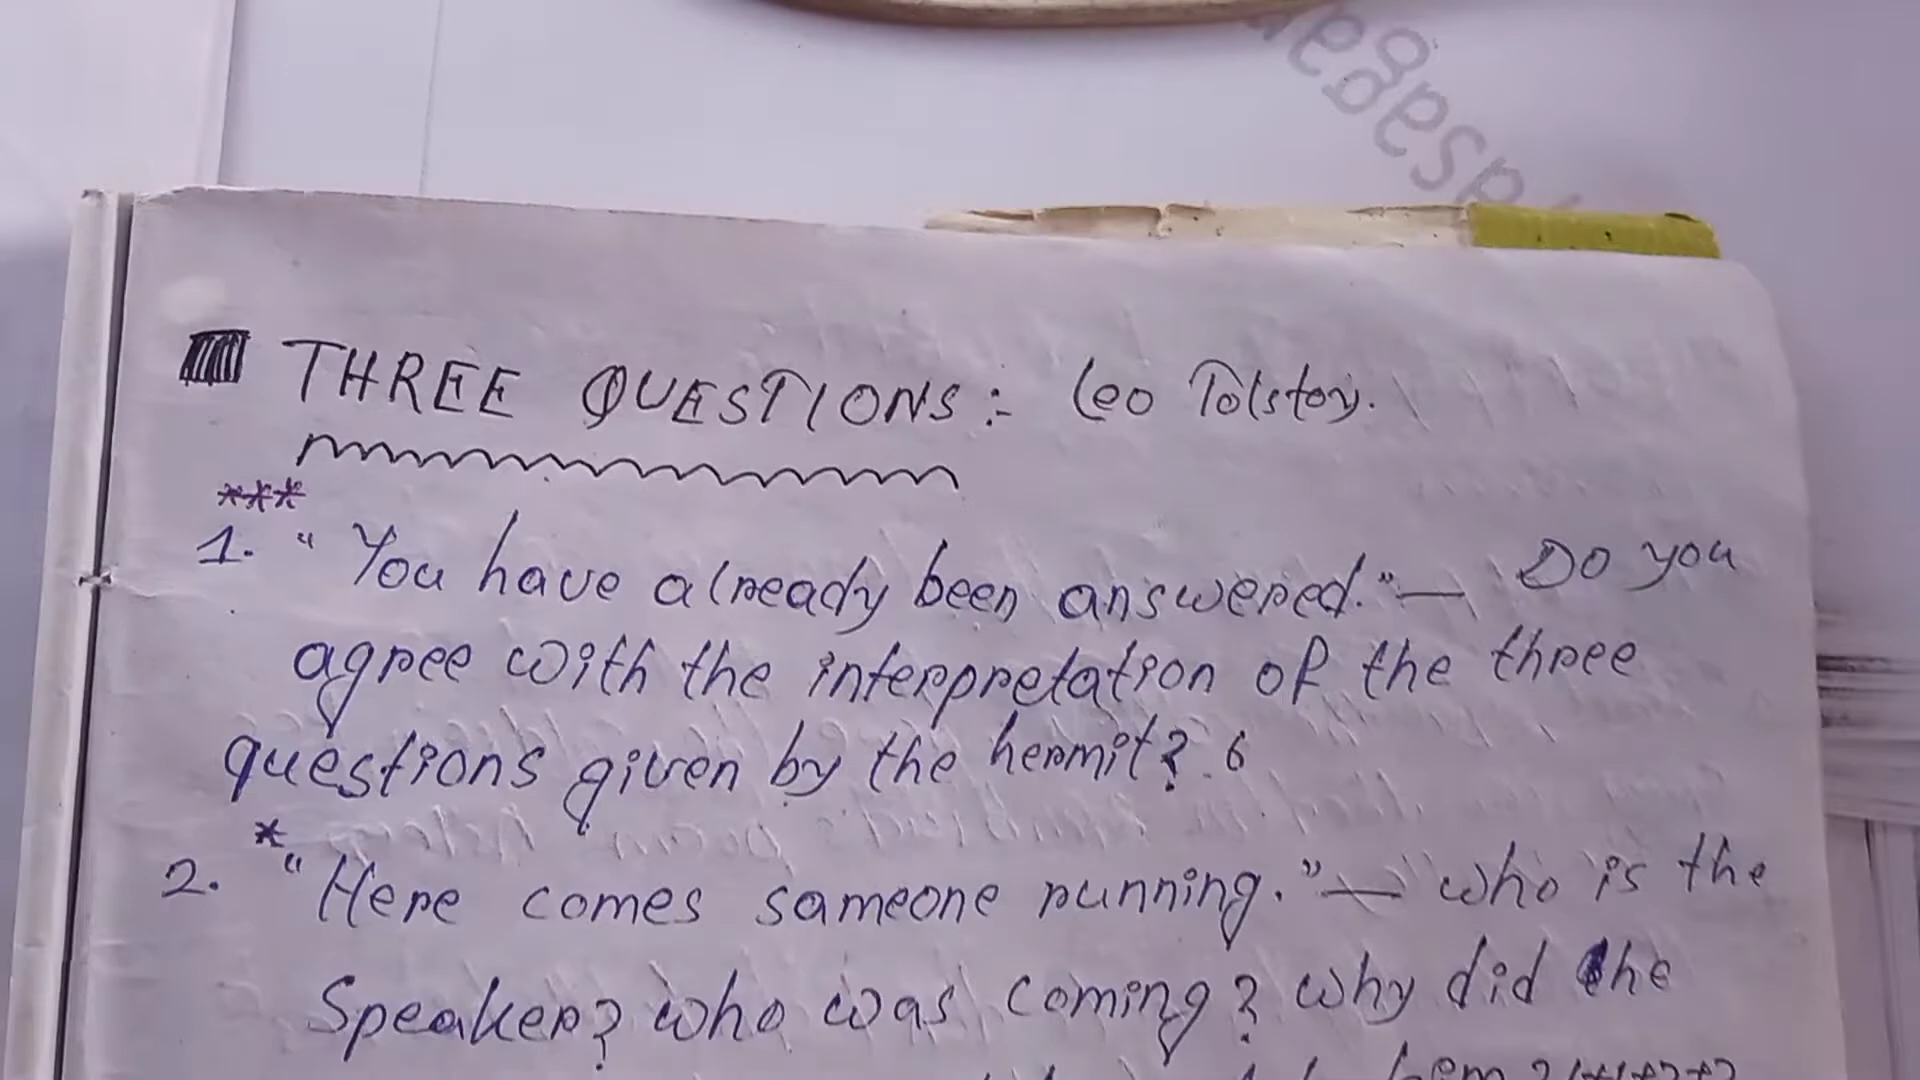 THREE QUESTIONS:- Leo Tolstoy.
***
1. "You have already been answered." — Do you
agree with the interpretation of the three
questions given by the hermit? 6
*
2. "Here comes someone running." — who is the
Speaker? who was coming? why did the